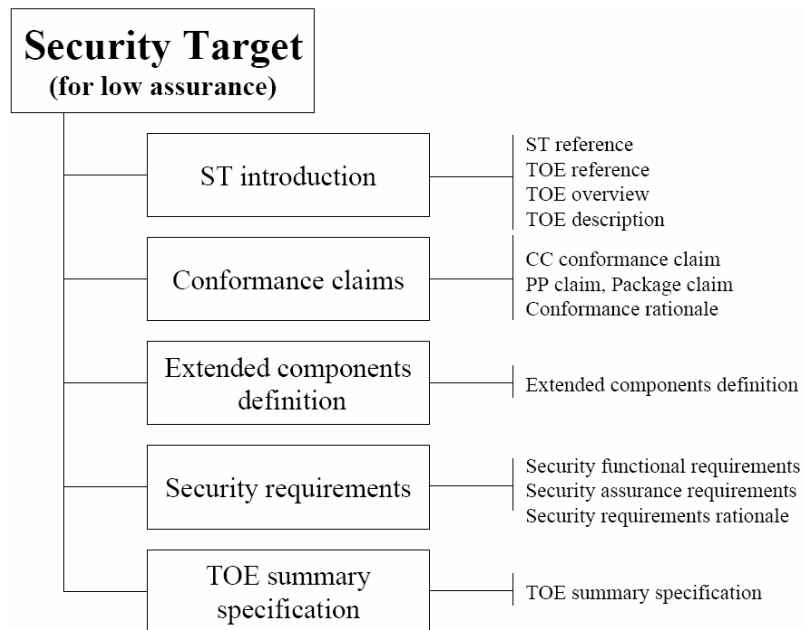 Security Target
(for low assurance)
ST introduction
ST reference
TOE reference
TOE overview
TOE description
Conformance claims
CC conformance claim
PP claim, Package claim
Conformance rationale
Extended components
definition
Extended components definition
Security requirements
Security functional requirements
Security assurance requirements
Security requirements rationale
TOE summary
specification
TOE summary specification